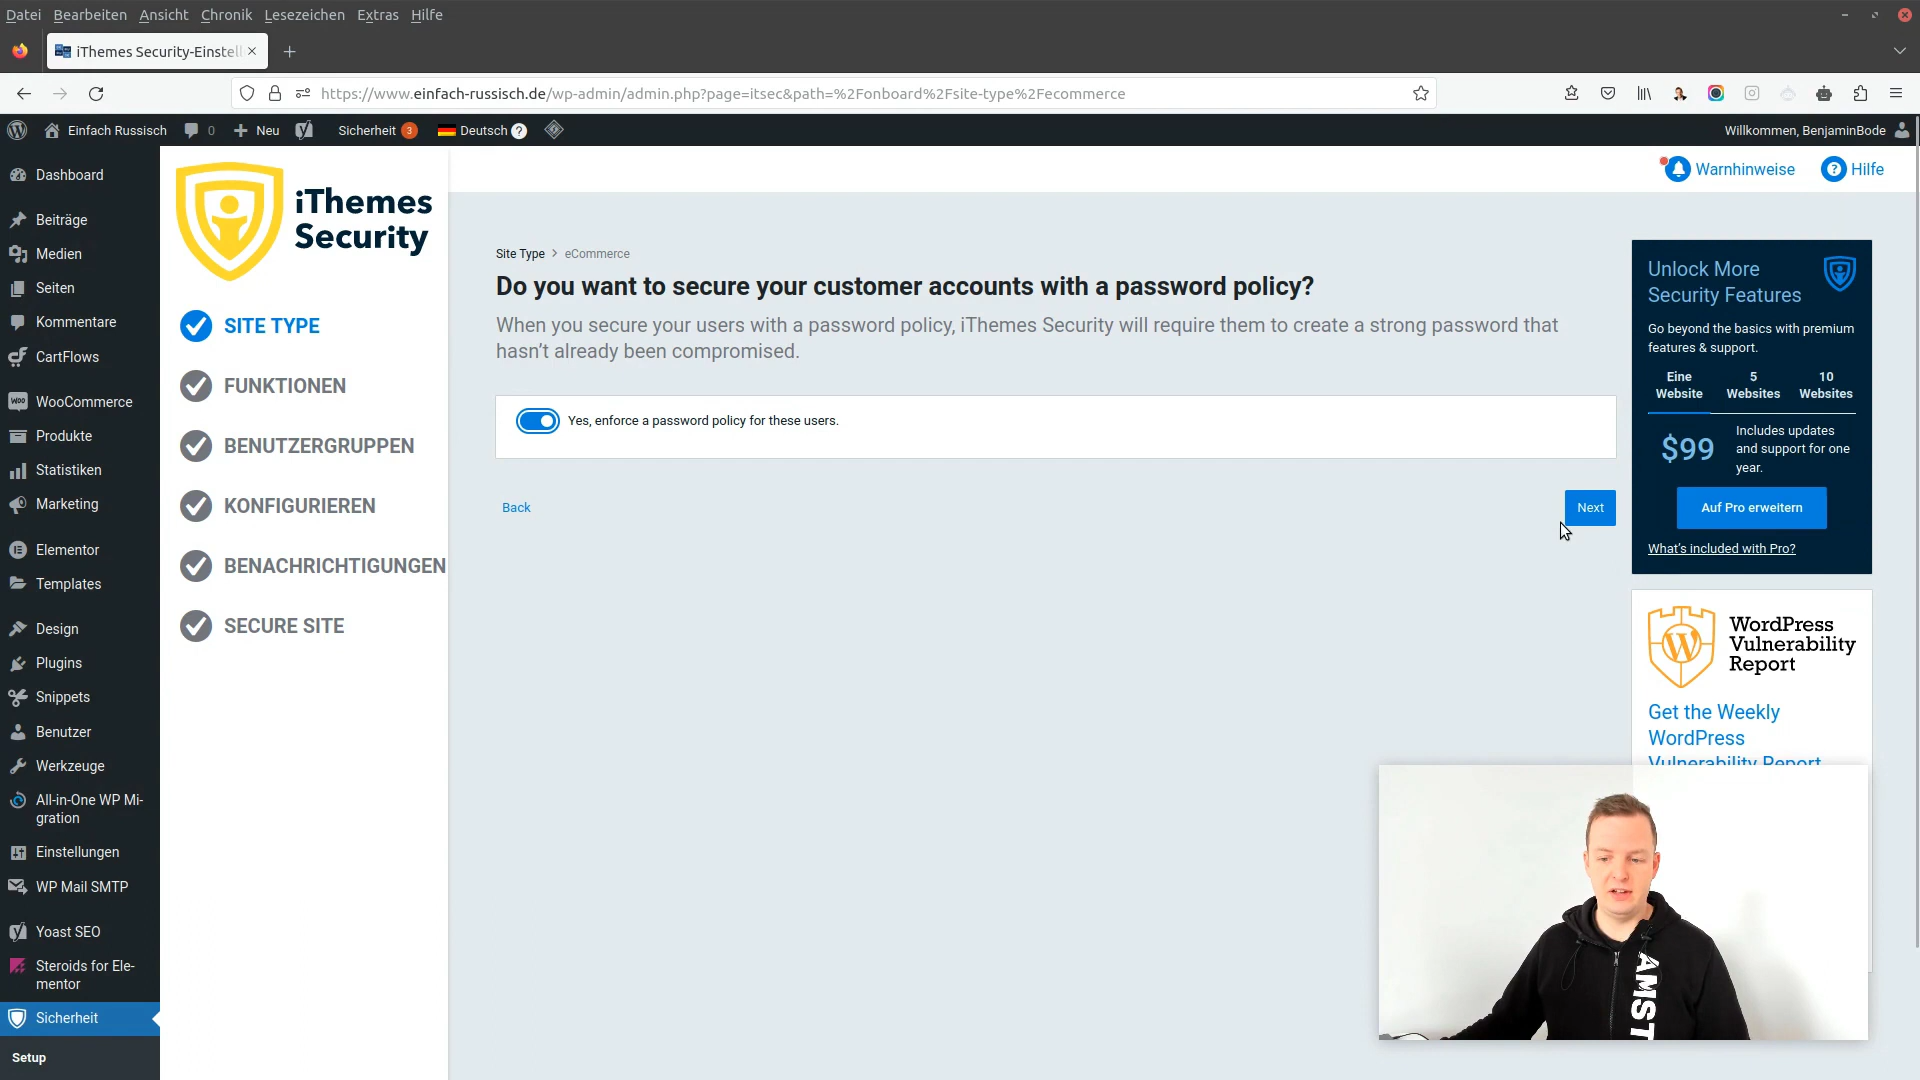 Datei Bearbeiten Ansicht Chronik Lesezeichen Extras Hilfe
iThemes Security-Einstell
https://www.einfach-russisch.de/wp-admin/admin.php?page=itsec&path=%2Fonboard%2Fsite-type%2Fecommerce
Einfach Russisch 0 Neu Sicherheit 3 Deutsch ?
Willkommen, BenjaminBode
Dashboard
Beiträge
Medien
Seiten
Kommentare
CartFlows
WooCommerce
Produkte
Statistiken
Marketing
Elementor
Templates
Design
Plugins
Snippets
Benutzer
Werkzeuge
All-in-One WP Mi-
gration
Einstellungen
WP Mail SMTP
Yoast SEO
Steroids for Ele-
mentor
Sicherheit
Setup
iThemes
Security
SITE TYPE
FUNKTIONEN
BENUTZERGRUPPEN
KONFIGURIEREN
BENACHRICHTIGUNGEN
SECURE SITE
Warnhinweise
? Hilfe
Site Type > eCommerce
Do you want to secure your customer accounts with a password policy?
When you secure your users with a password policy, iThemes Security will require them to create a strong password that
hasn’t already been compromised.
Yes, enforce a password policy for these users.
Back
Next
Unlock More
Security Features
Go beyond the basics with premium
features & support.
Eine
Website
5
Websites
10
Websites
$99
Includes updates
and support for one
year.
Auf Pro erweitern
What’s included with Pro?
WordPress
Vulnerability
Report
Get the Weekly
WordPress
Vulnerability Report
AMST